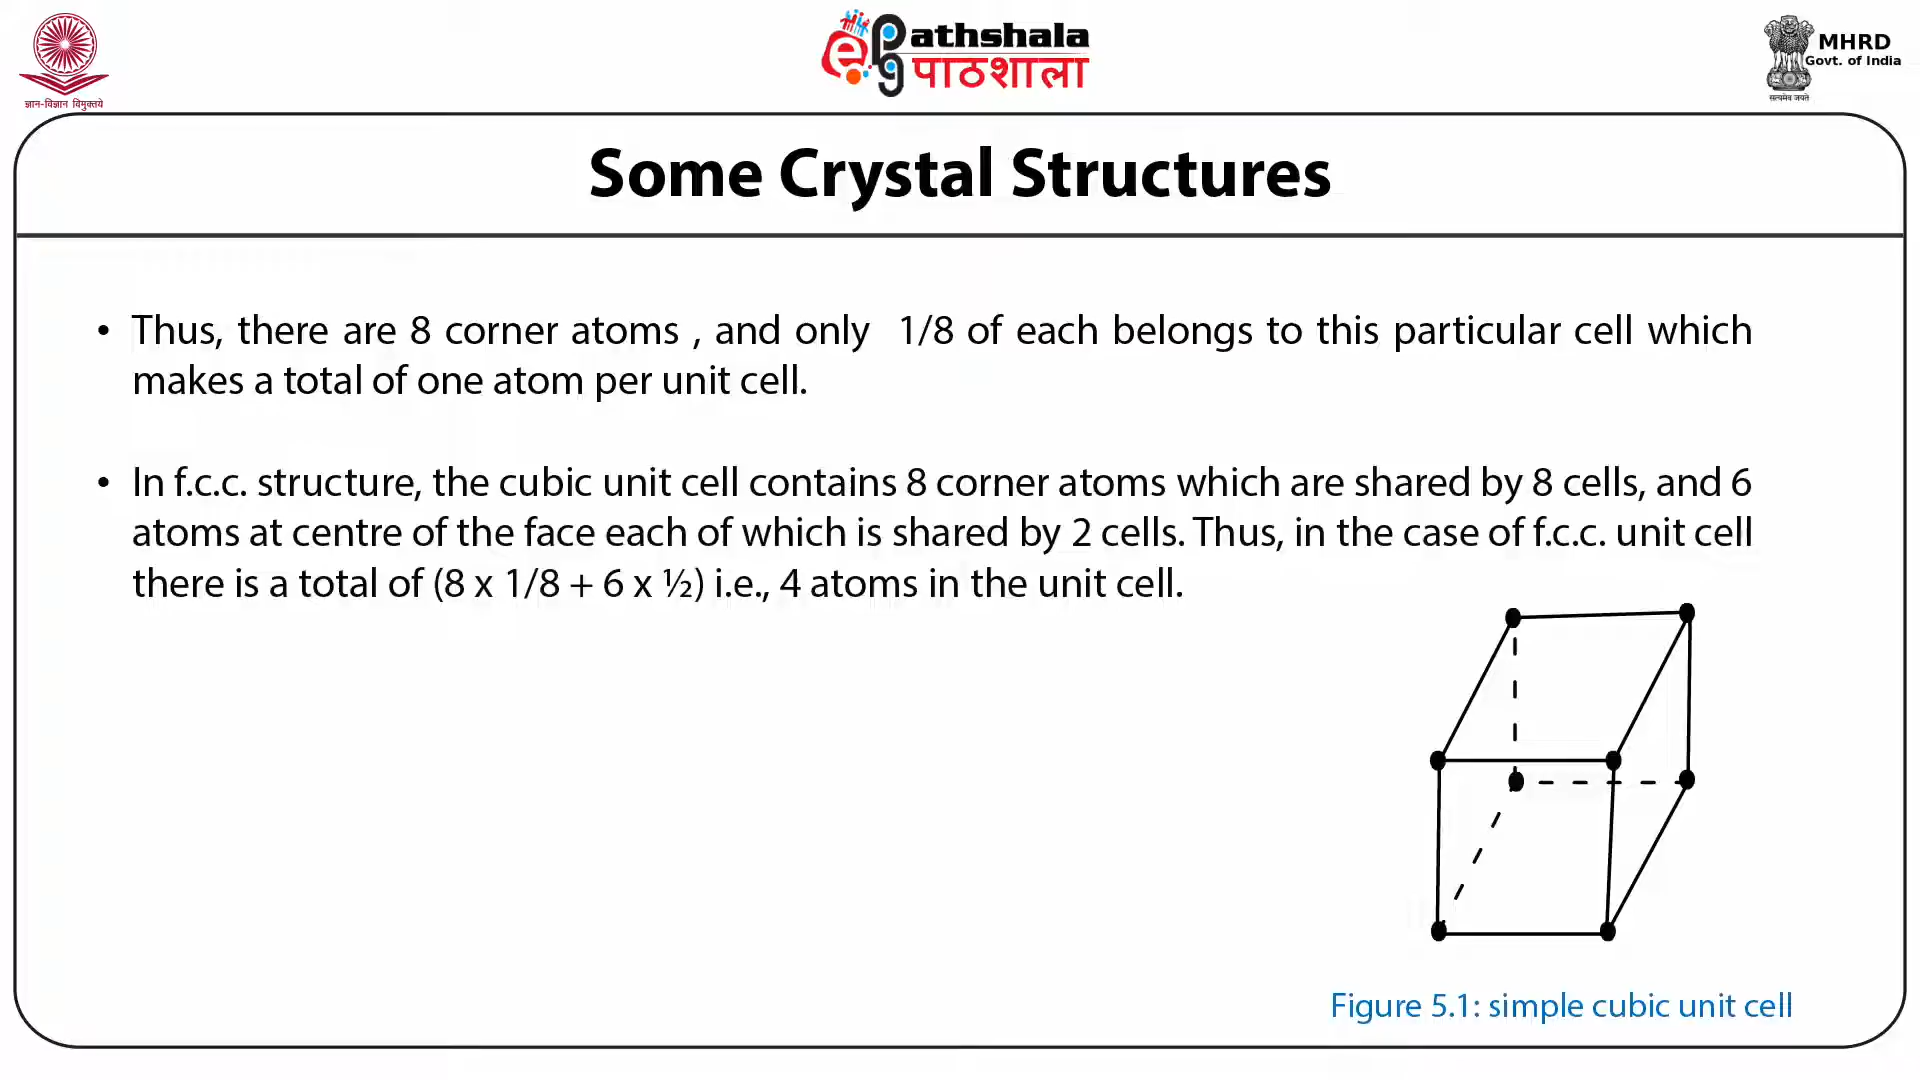 ज्ञान-विज्ञान विमुक्तये
ePathshala
पाठशाला
MHRD
Govt. of India
सत्यमेव जयते
Some Crystal Structures
• Thus, there are 8 corner atoms , and only 1/8 of each belongs to this particular cell which
makes a total of one atom per unit cell.
• In f.c.c. structure, the cubic unit cell contains 8 corner atoms which are shared by 8 cells, and 6
atoms at centre of the face each of which is shared by 2 cells. Thus, in the case of f.c.c. unit cell
there is a total of (8 x 1/8 + 6 x ½) i.e., 4 atoms in the unit cell.
Figure 5.1: simple cubic unit cell